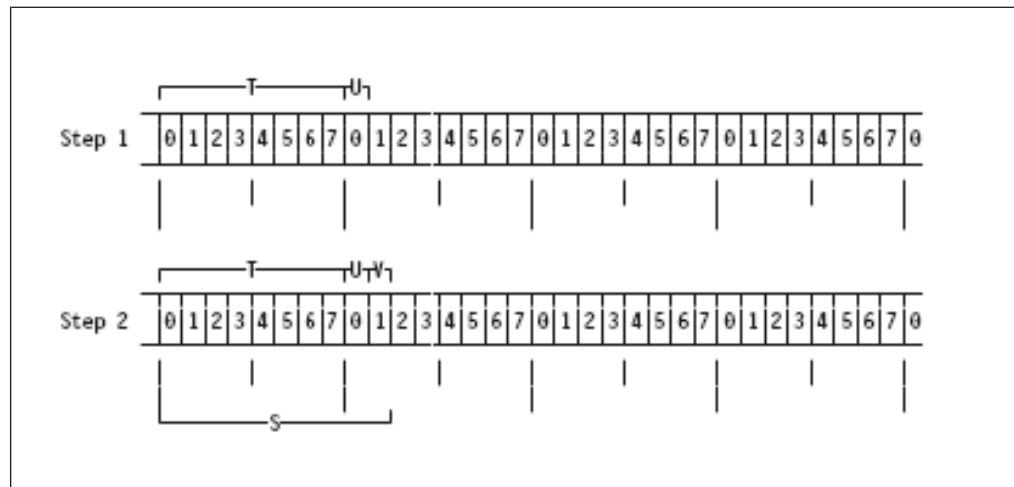 T U
Step 1 0 1 2 3 4 5 6 7 0 1 2 3 4 5 6 7 0 1 2 3 4 5 6 7 0 1 2 3 4 5 6 7 0
T U V
Step 2 0 1 2 3 4 5 6 7 0 1 2 3 4 5 6 7 0 1 2 3 4 5 6 7 0 1 2 3 4 5 6 7 0
S